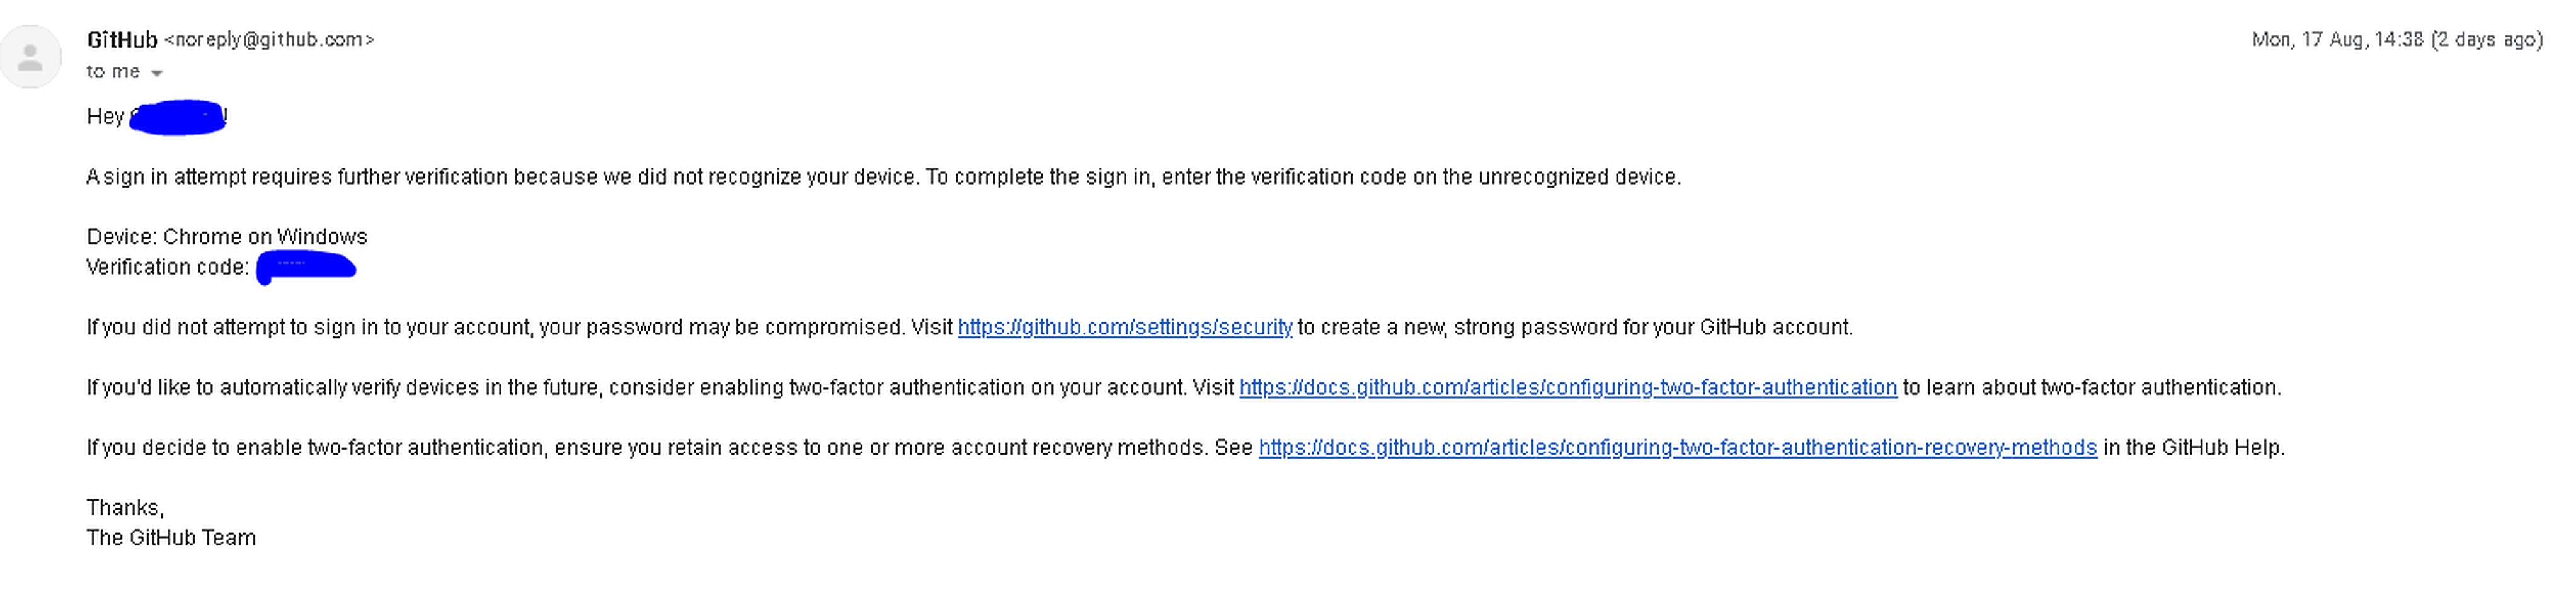 GîtHub <noreply@github.com>
Mon, 17 Aug, 14:38 (2 days ago)
to me
Hey !
A sign in attempt requires further verification because we did not recognize your device. To complete the sign in, enter the verification code on the unrecognized device.
Device: Chrome on Windows
Verification code:
If you did not attempt to sign in to your account, your password may be compromised. Visit https://github.com/settings/security to create a new, strong password for your GitHub account.
If you'd like to automatically verify devices in the future, consider enabling two-factor authentication on your account. Visit https://docs.github.com/articles/configuring-two-factor-authentication to learn about two-factor authentication.
If you decide to enable two-factor authentication, ensure you retain access to one or more account recovery methods. See https://docs.github.com/articles/configuring-two-factor-authentication-recovery-methods in the GitHub Help.
Thanks,
The GitHub Team